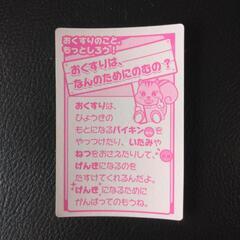 おくすりのこと、
もっとしろう！
おくすりは、
なんのためにのむの？
おくすりは、
ひょうきの
もとになるバイキンを
やっつけたり、いたみや
ねつをおさえたりして、
げんきになるのを
たすけてくれるんだよ。
げんきになるために
がんばってのもうね。